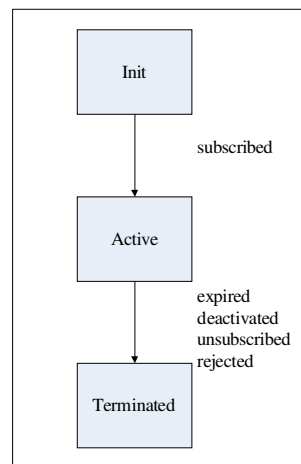 Init
subscribed
Active
expired
deactivated
unsubscribed
rejected
Terminated